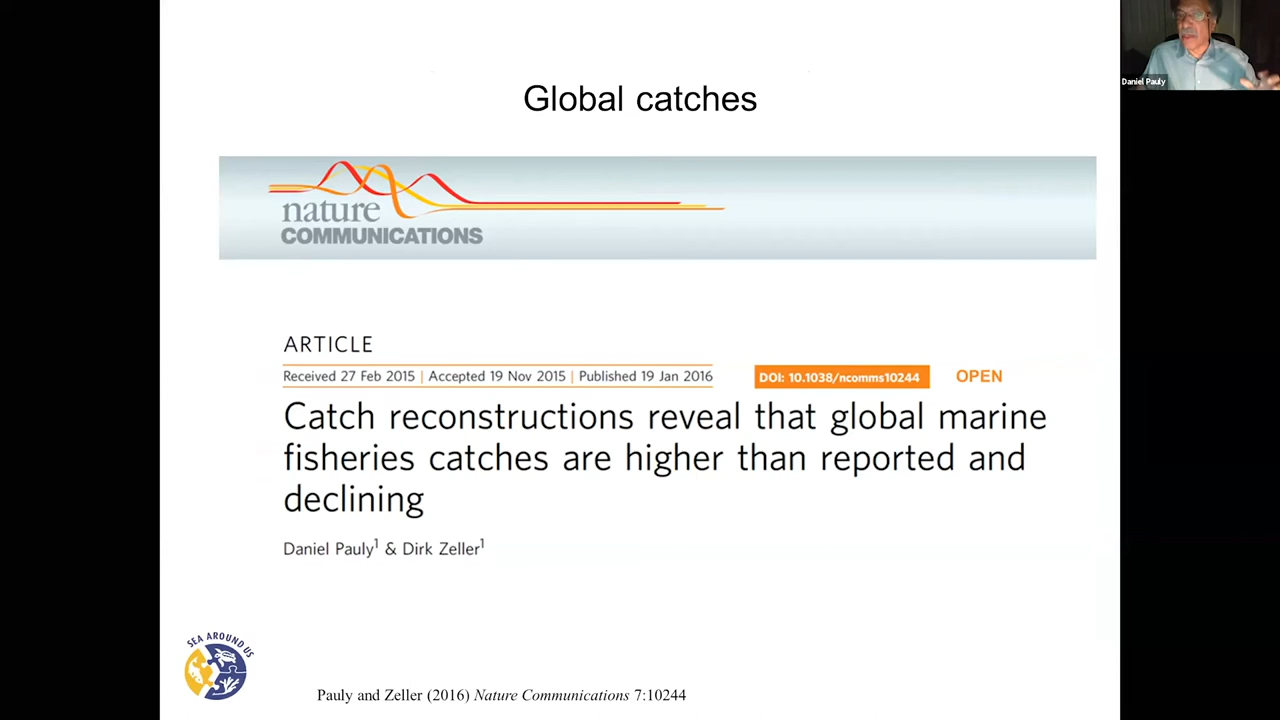 Global catches
Daniel Pauly
nature
COMMUNICATIONS
ARTICLE
Received 27 Feb 2015 | Accepted 19 Nov 2015 | Published 19 Jan 2016
DOI: 10.1038/ncomms10244
OPEN
Catch reconstructions reveal that global marine
fisheries catches are higher than reported and
declining
Daniel Pauly¹ & Dirk Zeller¹
SEA AROUND US
Pauly and Zeller (2016) Nature Communications 7:10244